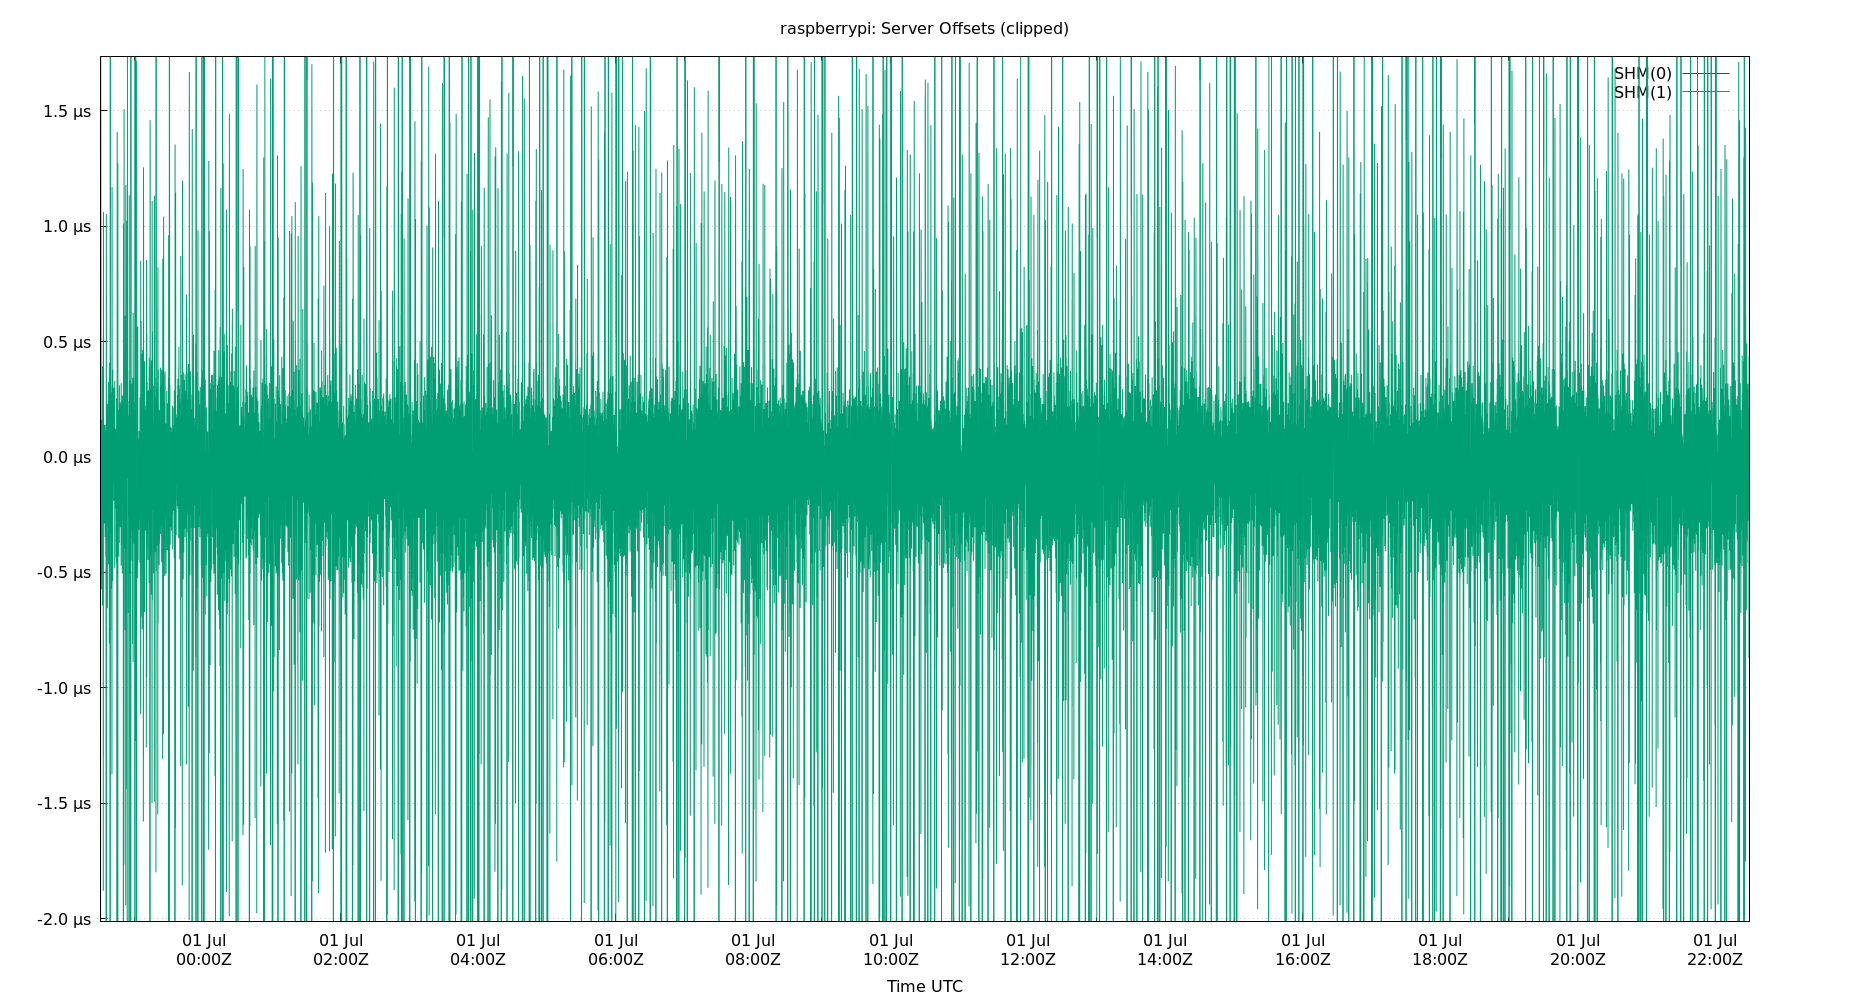 raspberrypi: Server Offsets (clipped)
SHM(0)
SHM(1)
1.5 µs
1.0 µs
0.5 µs
0.0 µs
-0.5 µs
-1.0 µs
-1.5 µs
-2.0 µs
01 Jul 01 Jul 01 Jul 01 Jul 01 Jul 01 Jul 01 Jul 01 Jul 01 Jul 01 Jul 01 Jul 01 Jul
00:00Z 02:00Z 04:00Z 06:00Z 08:00Z 10:00Z 12:00Z 14:00Z 16:00Z 18:00Z 20:00Z 22:00Z
Time UTC